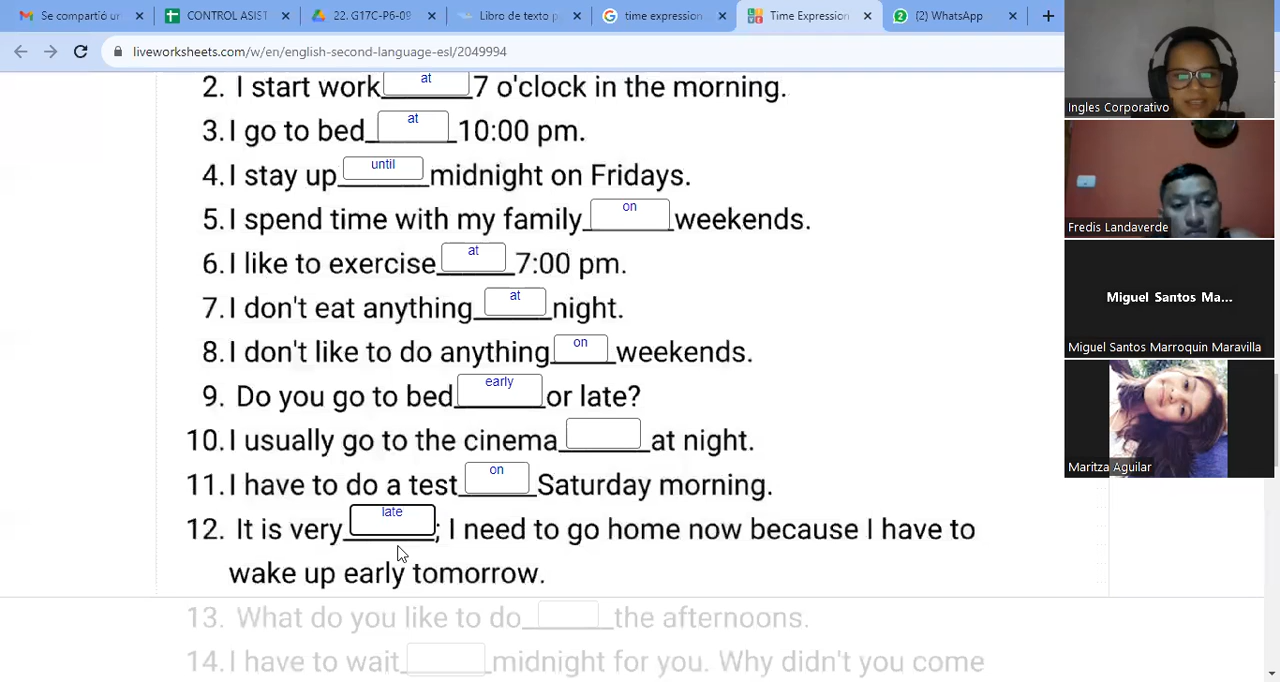 Se compartió ur
CONTROL ASIST
22. G17C-P6-09
Libro de texto p
time expression
Time Expression
(2) WhatsApp
liveworksheets.com/w/en/english-second-language-esl/2049994
2. I start work at 7 o'clock in the morning.
3. I go to bed at 10:00 pm.
4. I stay up until midnight on Fridays.
5. I spend time with my family on weekends.
6. I like to exercise at 7:00 pm.
7. I don't eat anything at night.
8. I don't like to do anything on weekends.
9. Do you go to bed early or late?
10. I usually go to the cinema at night.
11. I have to do a test on Saturday morning.
12. It is very late; I need to go home now because I have to
wake up early tomorrow.
13. What do you like to do the afternoons.
14. I have to wait midnight for you. Why didn't you come
Ingles Corporativo
Fredis Landaverde
Miguel Santos Ma...
Miguel Santos Marroquin Maravilla
Maritza Aguilar